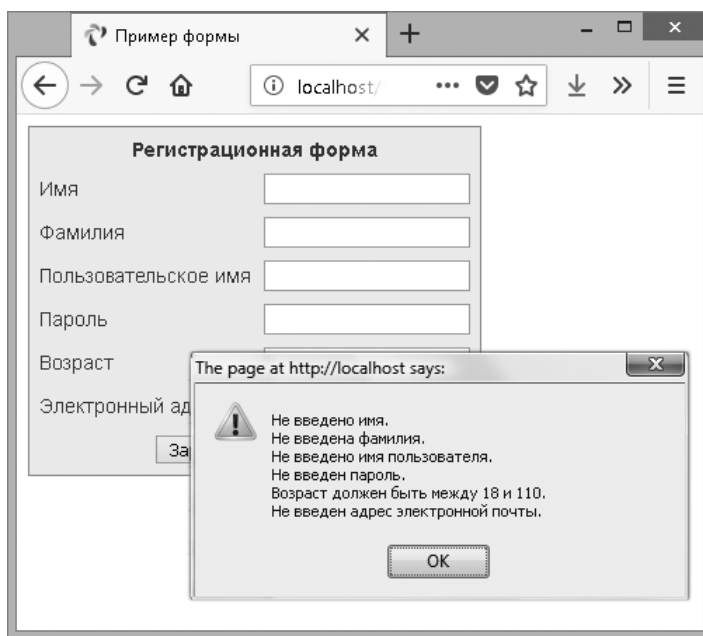 Пример формы
localhost/
Регистрационная форма
Имя
Фамилия
Пользовательское имя
Пароль
Возраст
Электронный ад
За
The page at http://localhost says:
Не введено имя.
Не введена фамилия.
Не введено имя пользователя.
Не введен пароль.
Возраст должен быть между 18 и 110.
Не введен адрес электронной почты.
OK